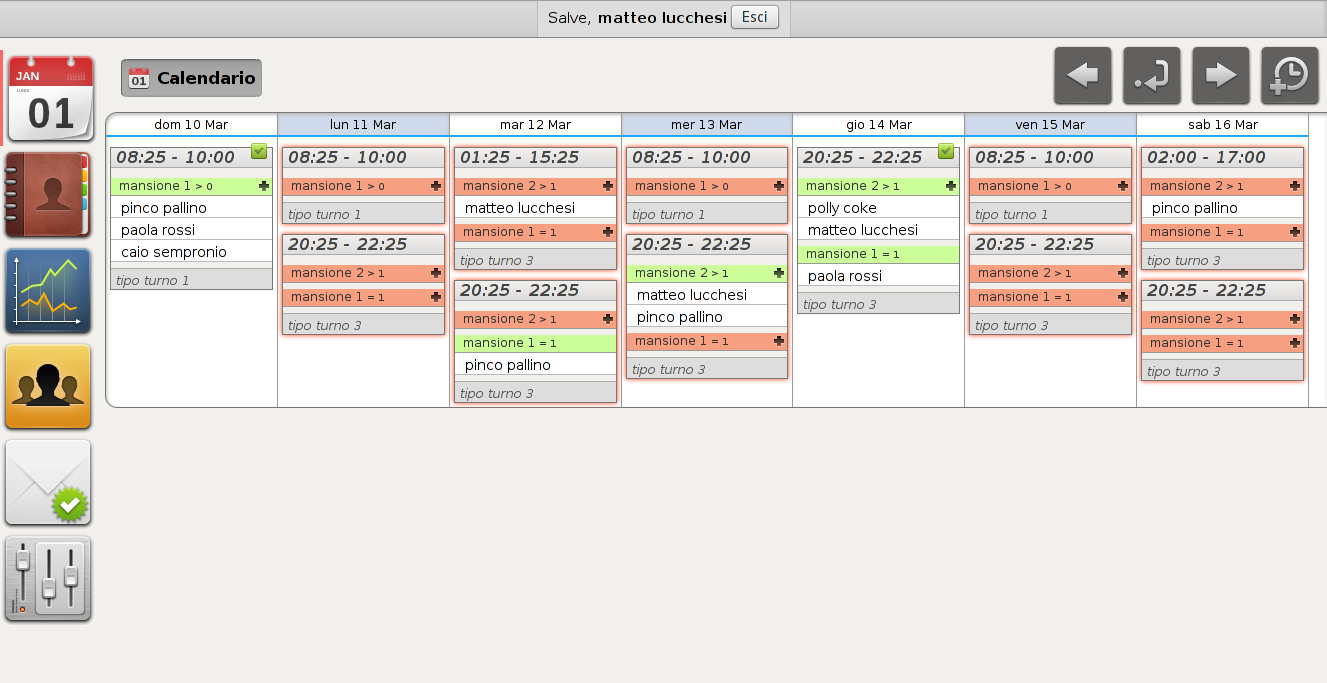 Salve, matteo lucchesi Esci
JAN
LUNES
01
01 Calendario
dom 10 Mar
08:25 - 10:00
mansione 1 > 0
pinco pallino
paola rossi
caio sempronio
tipo turno 1
lun 11 Mar
08:25 - 10:00
mansione 1 > 0
tipo turno 1
20:25 - 22:25
mansione 2 > 1
mansione 1 = 1
tipo turno 3
mar 12 Mar
01:25 - 15:25
mansione 2 > 1
matteo lucchesi
mansione 1 = 1
tipo turno 3
20:25 - 22:25
mansione 2 > 1
mansione 1 = 1
pinco pallino
tipo turno 3
mer 13 Mar
08:25 - 10:00
mansione 1 > 0
tipo turno 1
20:25 - 22:25
mansione 2 > 1
matteo lucchesi
pinco pallino
mansione 1 = 1
tipo turno 3
gio 14 Mar
20:25 - 22:25
mansione 2 > 1
polly coke
matteo lucchesi
mansione 1 = 1
paola rossi
tipo turno 3
ven 15 Mar
08:25 - 10:00
mansione 1 > 0
tipo turno 1
20:25 - 22:25
mansione 2 > 1
mansione 1 = 1
tipo turno 3
sab 16 Mar
02:00 - 17:00
mansione 2 > 1
pinco pallino
mansione 1 = 1
tipo turno 3
20:25 - 22:25
mansione 2 > 1
mansione 1 = 1
tipo turno 3